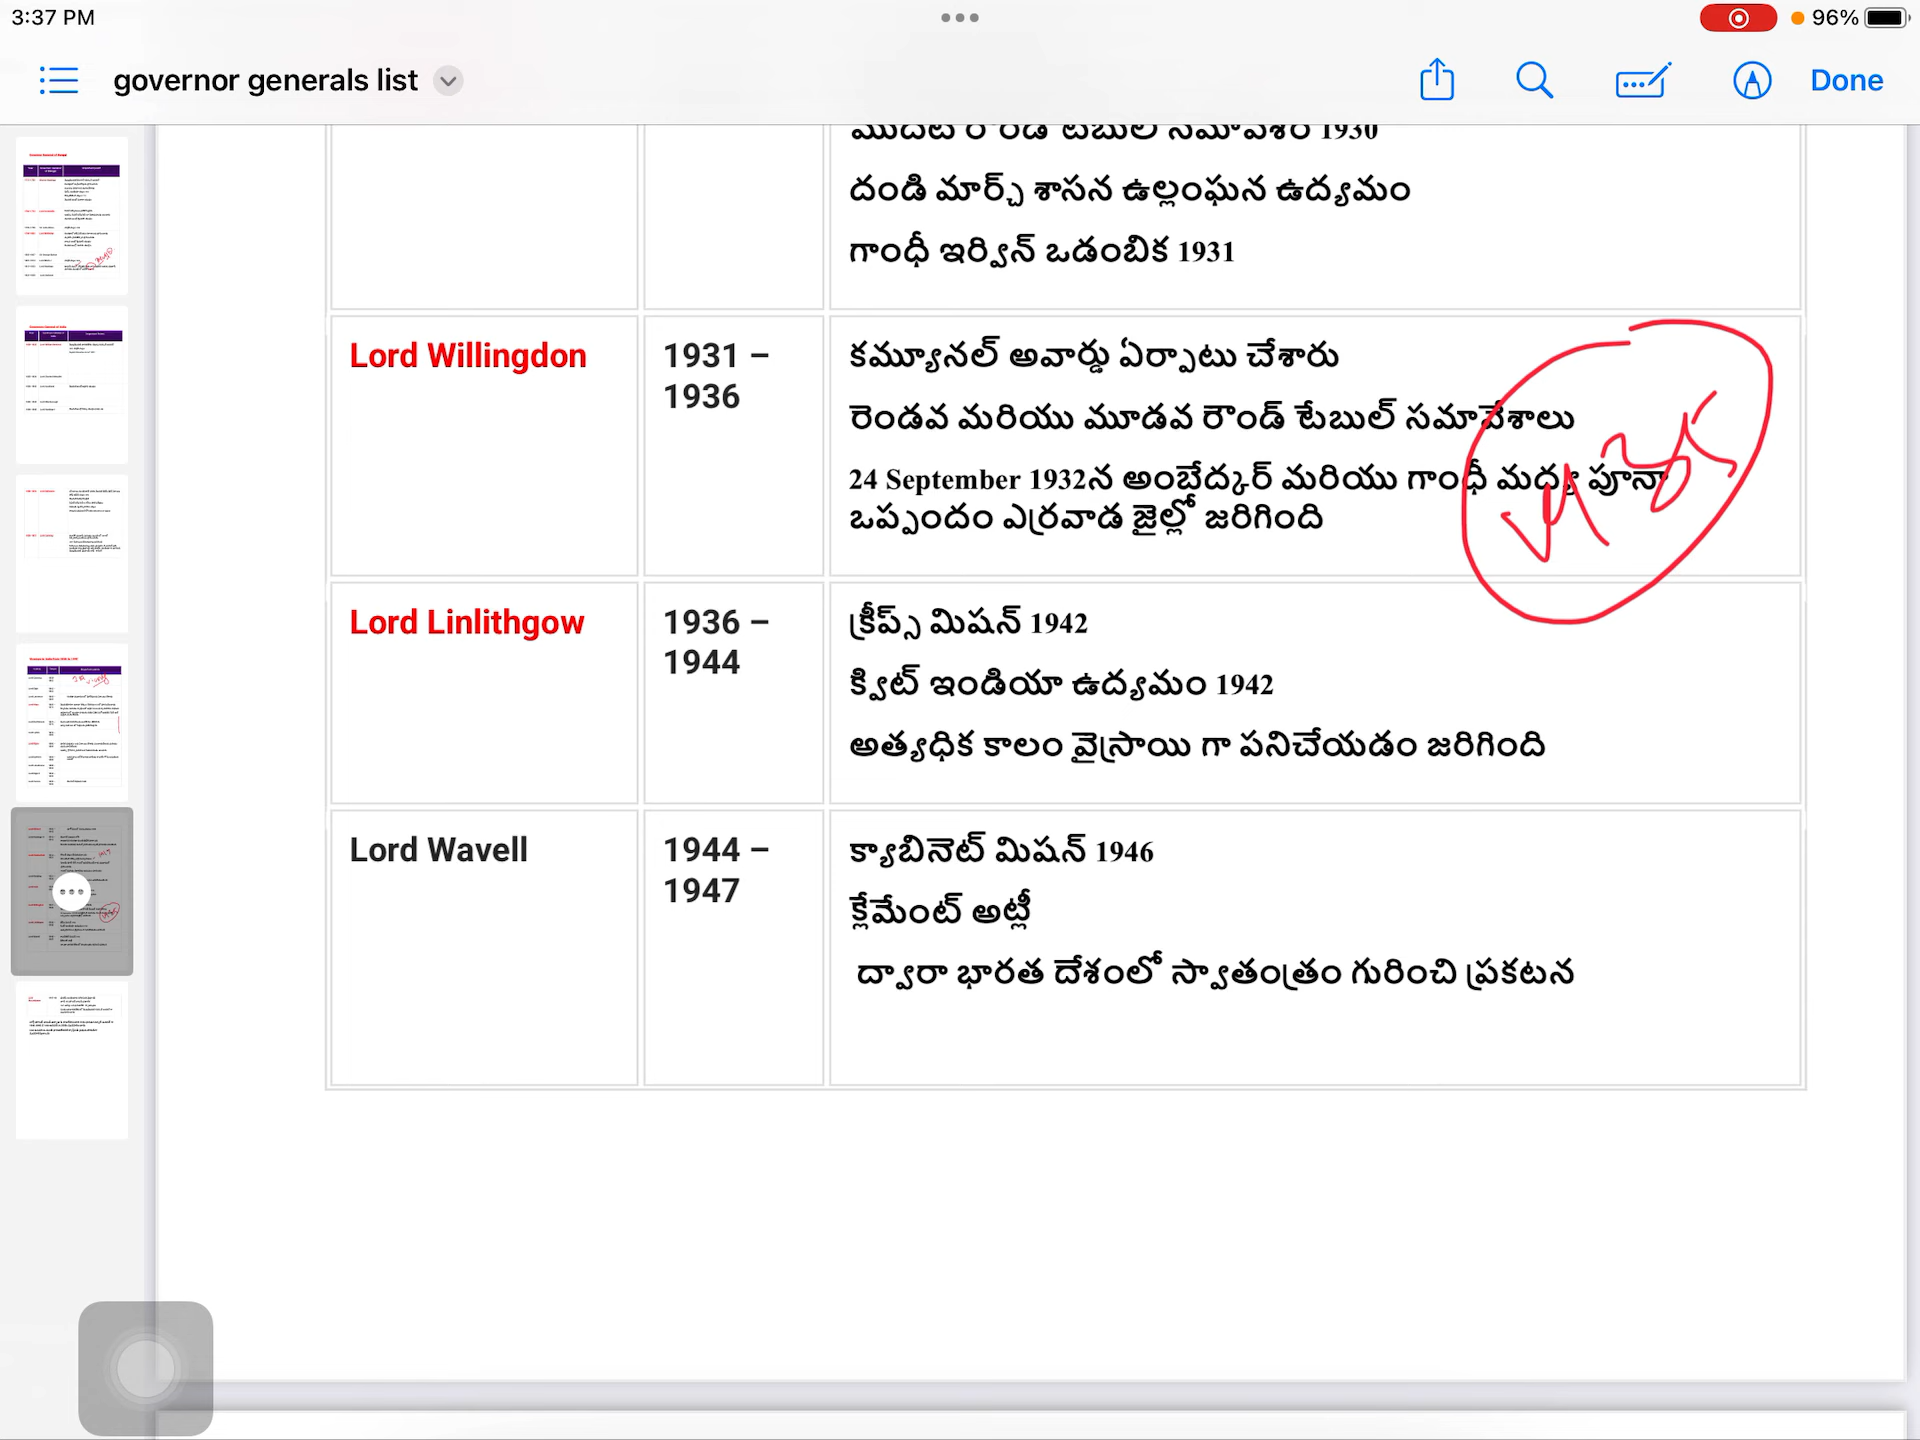 3:37 PM
96%
governor generals list
Done
మొదటి రౌండ్ టేబుల్ సమావేశం 1930
దండి మార్చ్ శాసన ఉల్లంఘన ఉద్యమం
గాంధీ ఇర్విన్ ఒడంబిక 1931
Lord Willingdon
1931 –
1936
కమ్యూనల్ అవార్డు ఏర్పాటు చేశారు
రెండవ మరియు మూడవ రౌండ్ టేబుల్ సమావేశాలు
24 September 1932న అంబేద్కర్ మరియు గాంధీ మధ్య పూనా
ఒప్పందం ఎర్రవాడ జైల్లో జరిగింది
Lord Linlithgow
1936 –
1944
క్రీప్స్ మిషన్ 1942
క్విట్ ఇండియా ఉద్యమం 1942
అత్యధిక కాలం వైస్రాయి గా పనిచేయడం జరిగింది
Lord Wavell
1944 –
1947
క్యాబినెట్ మిషన్ 1946
క్లేమేంట్ అట్లీ
ద్వారా భారత దేశంలో స్వాతంత్రం గురించి ప్రకటన